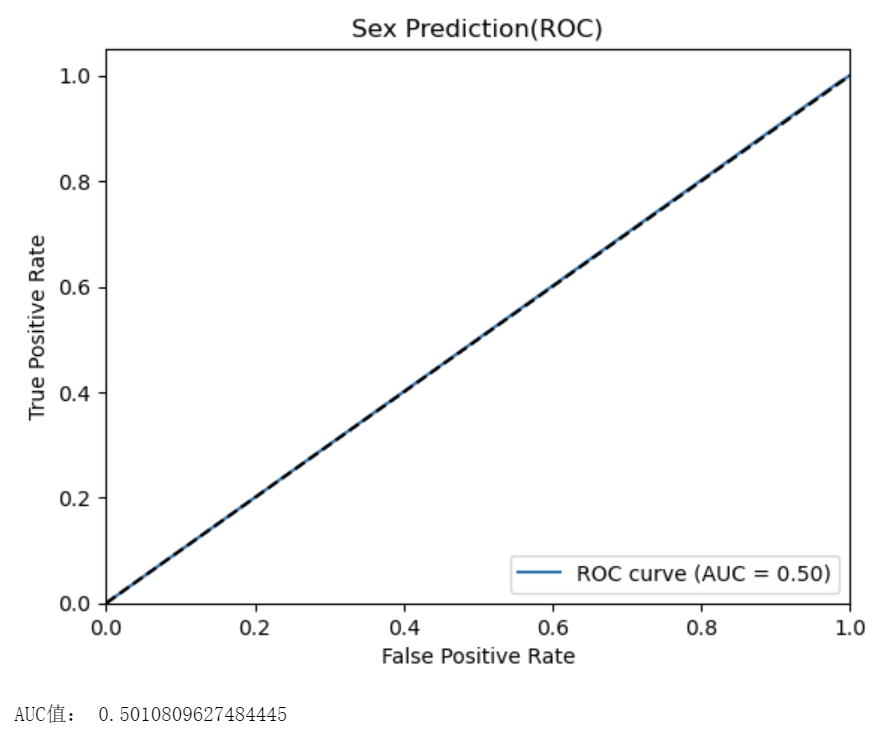 Sex Prediction(ROC)
1.0
0.8
0.6
0.4
0.2
0.0
True Positive Rate
ROC curve (AUC = 0.50)
0.0 0.2 0.4 0.6 0.8 1.0
False Positive Rate
AUC值： 0.5010809627484445